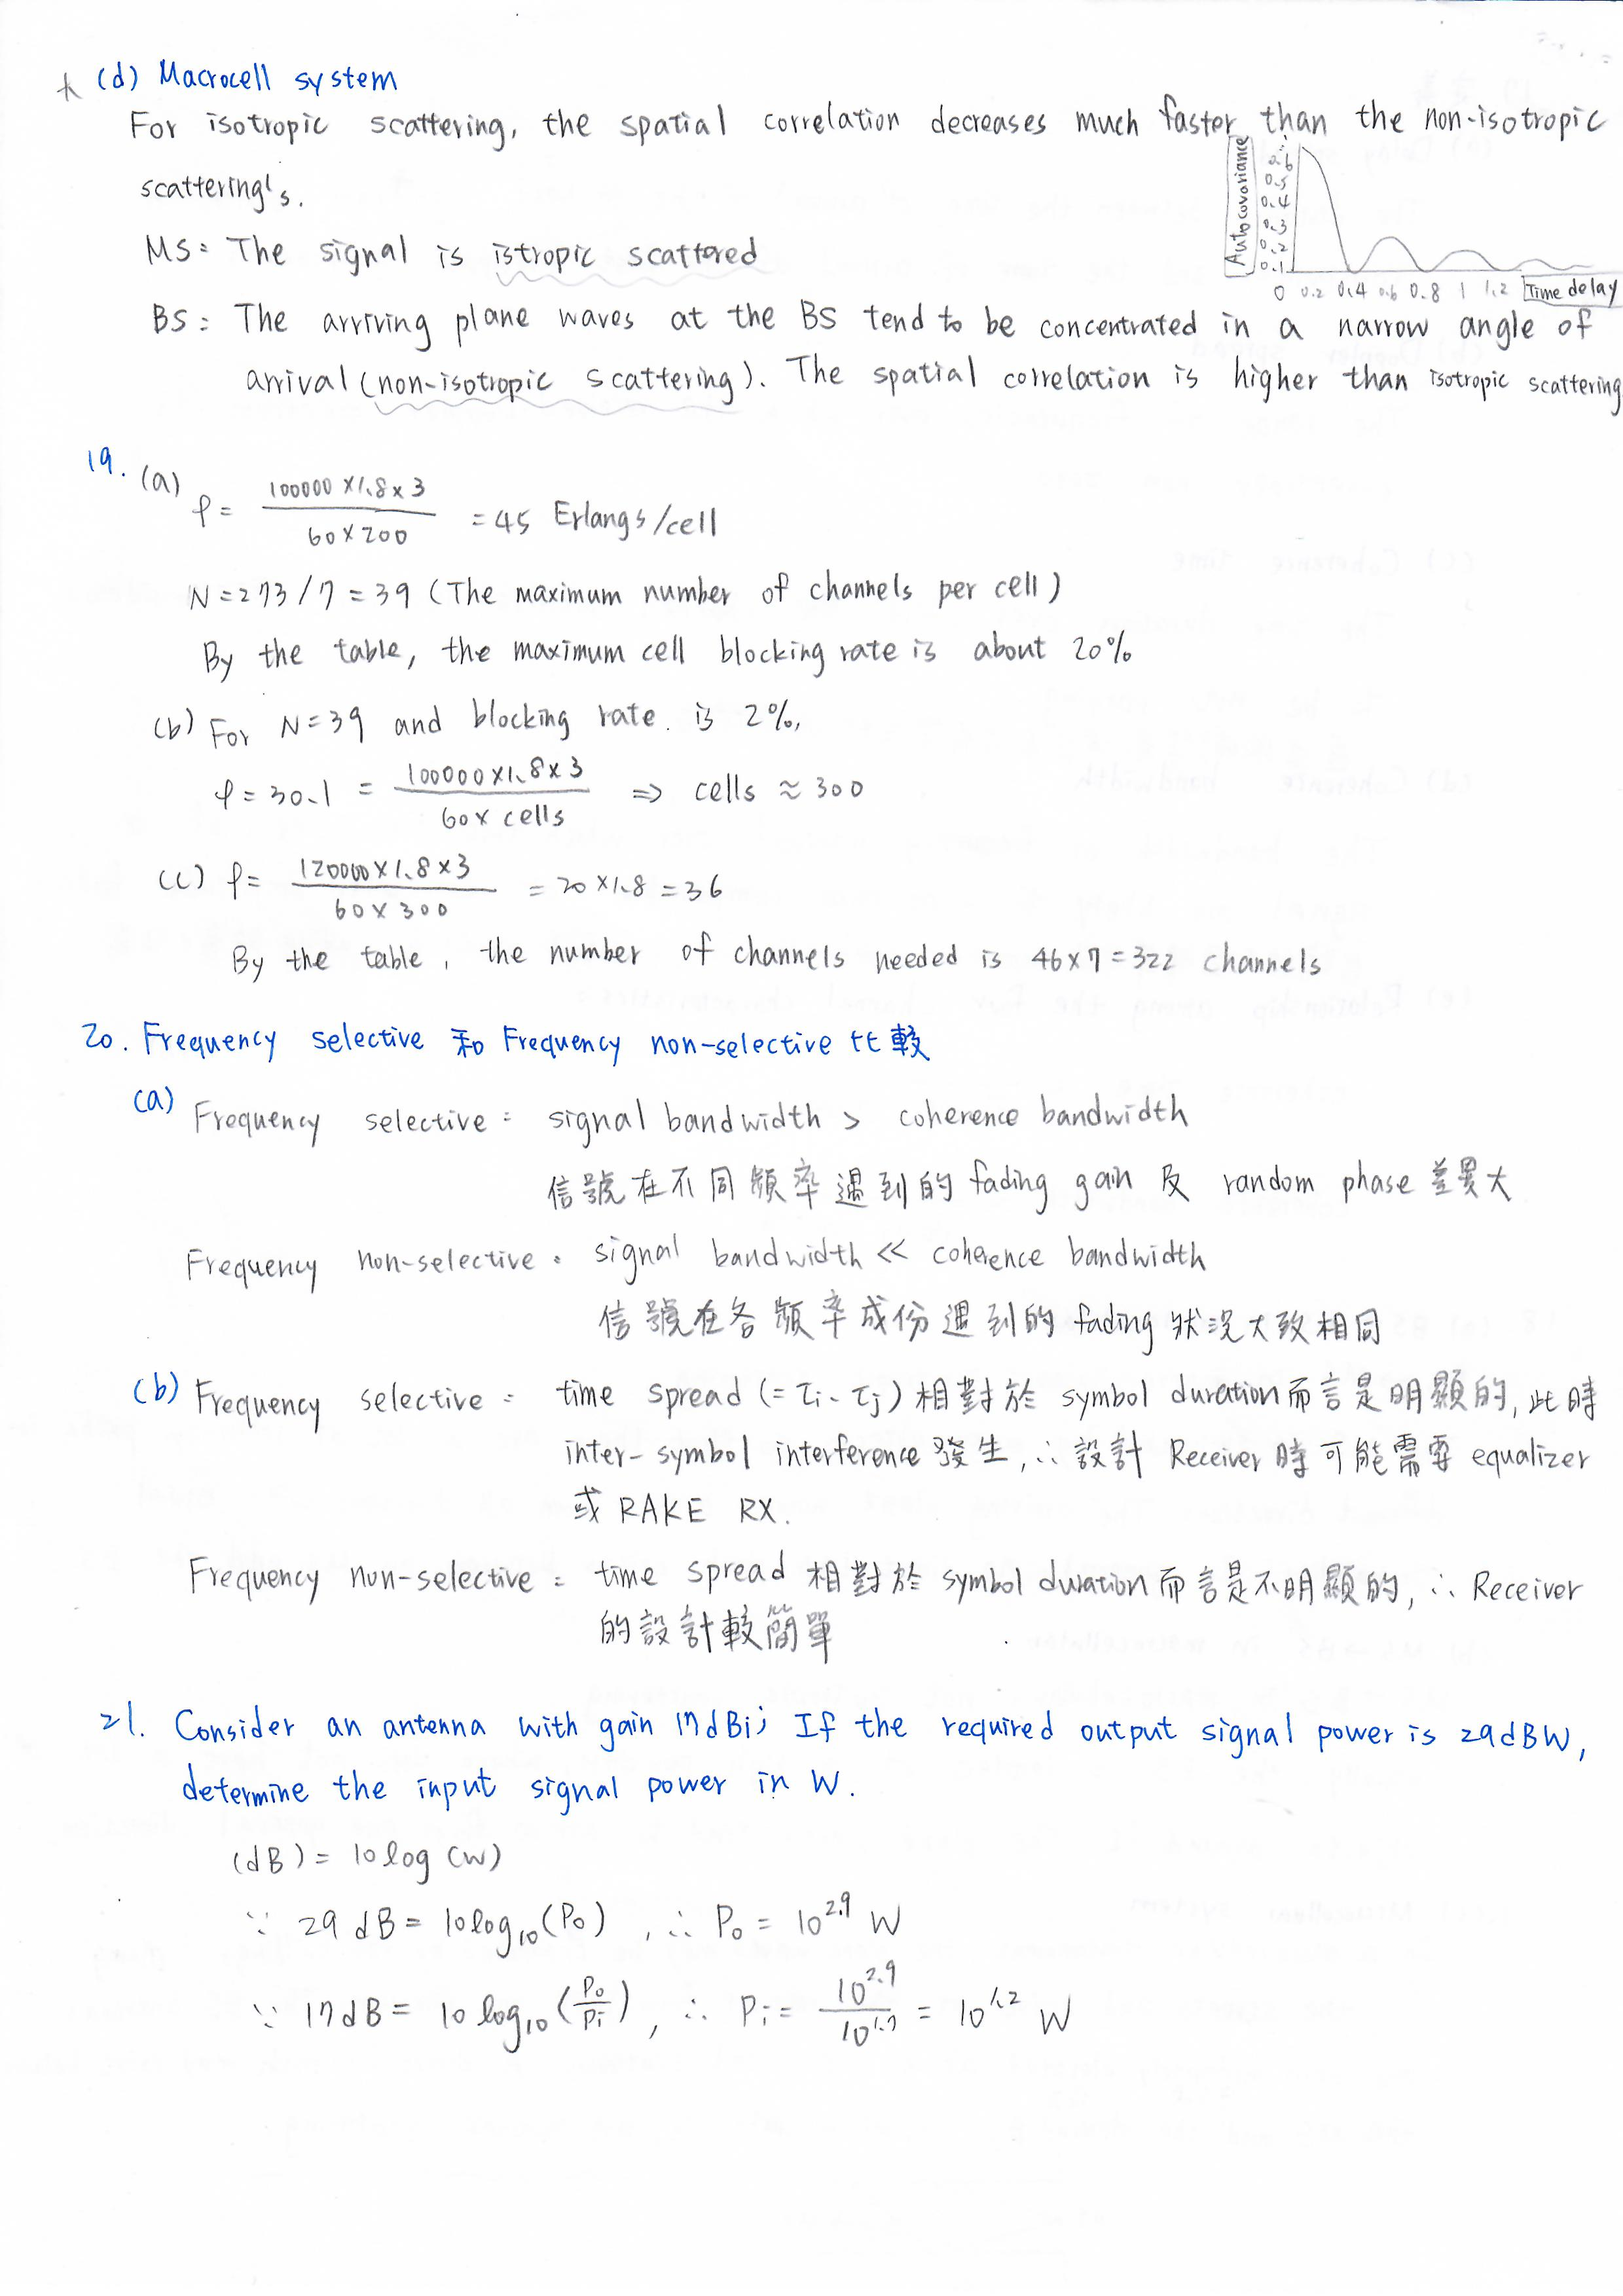 (d) Macrocell system
For isotropic scattering, the spatial correlation decreases much faster than the non-isotropic
scattering's.
Autocovariance
0.6
0.5
0.4
0.3
0.2
0.1
0 0.2 0.4 0.6 0.8 1 1.2 Time delay
MS: The signal is istropic scattered
BS: The arriving plane waves at the BS tend to be concentrated in a narrow angle of
arrival (non-isotropic scattering). The spatial correlation is higher than isotropic scattering
19. (a) ρ = (100000×1.8×3)/(60×200) = 45 Erlangs/cell
N=273/7=39 (The maximum number of channels per cell)
By the table, the maximum cell blocking rate is about 20%
(b) For N=39 and blocking rate is 2%,
ρ=30.1 = (100000×1.8×3)/(60×cells) ⇒ cells ≈ 300
(c) ρ= (120000×1.8×3)/(60×300) = 20×1.8 = 36
By the table, the number of channels needed is 46×7=322 channels
20. Frequency selective 和 Frequency non-selective 比較
(a) Frequency selective: signal bandwidth > coherence bandwidth
信號在不同頻率遇到的 fading gain 及 random phase 差異大
Frequency non-selective: signal bandwidth << coherence bandwidth
信號在各頻率成份遇到的 fading 狀況大致相同
(b) Frequency selective: time spread (= τi - τj) 相對於 symbol duration 而言是明顯的, 此時
inter-symbol interference 發生, ∴ 設計 Receiver 時可能需要 equalizer
或 RAKE RX.
Frequency non-selective: time spread 相對於 symbol duration 而言是不明顯的, ∴ Receiver
的設計較簡單
21. Consider an antenna with gain 17dBi; If the required output signal power is 29dBW,
determine the input signal power in W.
(dB) = 10 log (W)
∵ 29 dB = 10log₁₀(Po), ∴ Po = 10^2.9 W
∵ 17dB = 10 log₁₀(Po/Pi), ∴ Pi = 10^2.9/10^1.7 = 10^1.2 W